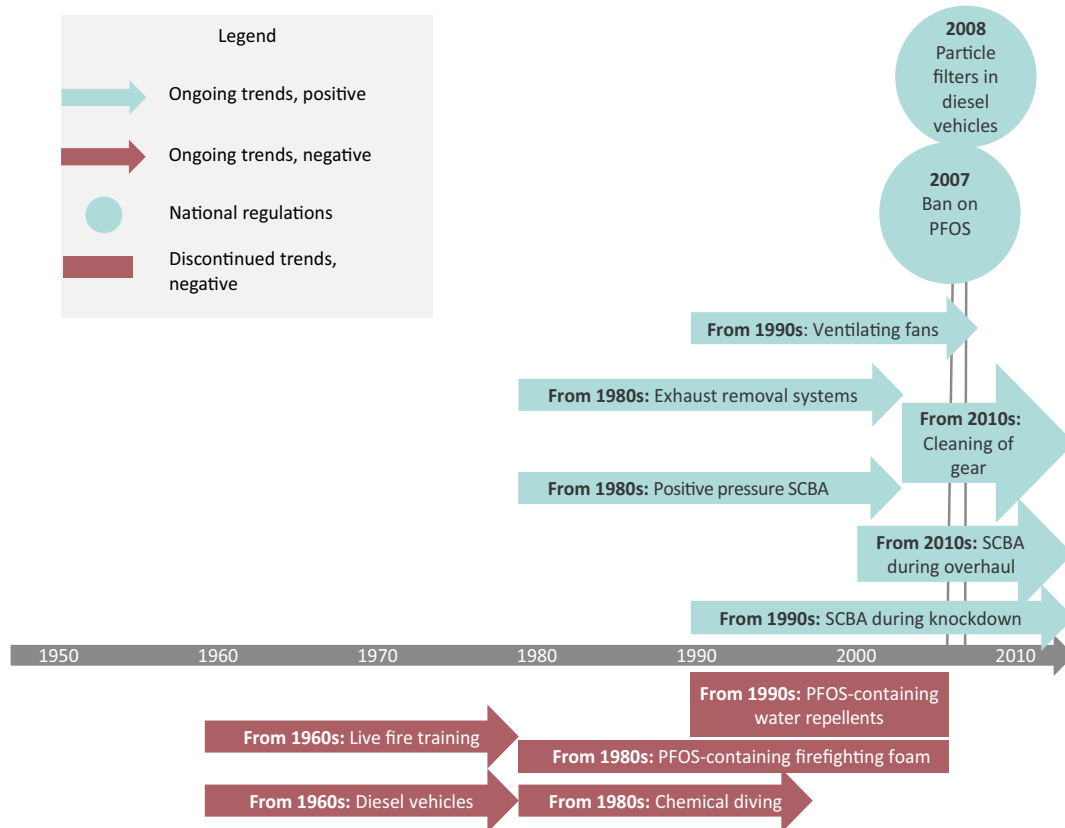 Legend
Ongoing trends, positive
Ongoing trends, negative
National regulations
Discontinued trends,
negative
2008
Particle
filters in
diesel
vehicles
2007
Ban on
PFOS
From 1990s: Ventilating fans
From 1980s: Exhaust removal systems
From 2010s:
Cleaning of
gear
From 1980s: Positive pressure SCBA
From 2010s: SCBA
during overhaul
From 1990s: SCBA during knockdown
1950 1960 1970 1980 1990 2000 2010
From 1990s: PFOS-containing
water repellents
From 1960s: Live fire training
From 1980s: PFOS-containing firefighting foam
From 1960s: Diesel vehicles
From 1980s: Chemical diving